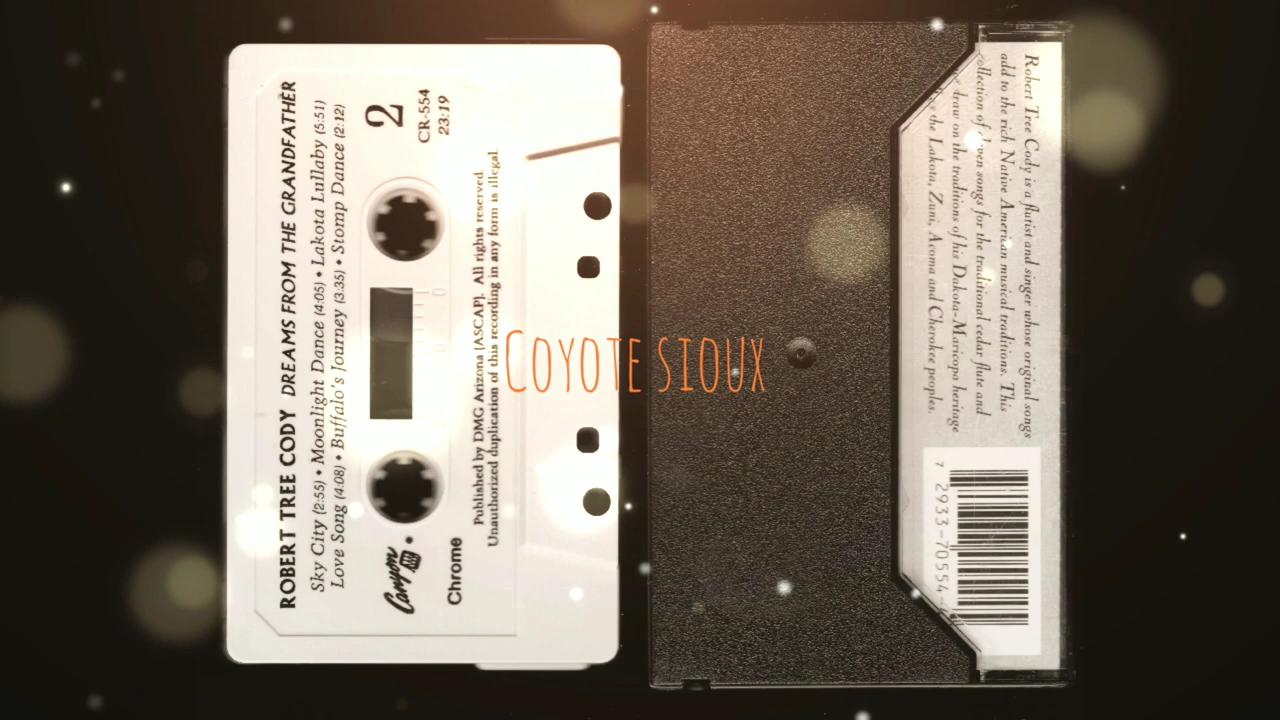 ROBERT TREE CODY DREAMS FROM THE GRANDFATHER
Sky City (2:55) • Moonlight Dance (4:05) • Lakota Lullaby (5:51)
Love Song (4:08) • Buffalo's Journey (3:35) • Stomp Dance (2:12)
2
CR-554
23:19
Canyon
Chrome
Published by DMG Arizona (ASCAP). All rights reserved.
Unauthorized duplication of this recording in any form is illegal.
COYOTE SIOUX
Robert Tree Cody is a flutist and singer whose original songs
add to the rich Native American musical traditions. This
collection of eleven songs for the traditional cedar flute and
draw on the traditions of his Dakota-Maricopa heritage
the Lakota, Zuni, Acoma and Cherokee peoples.
7 2933-70554-